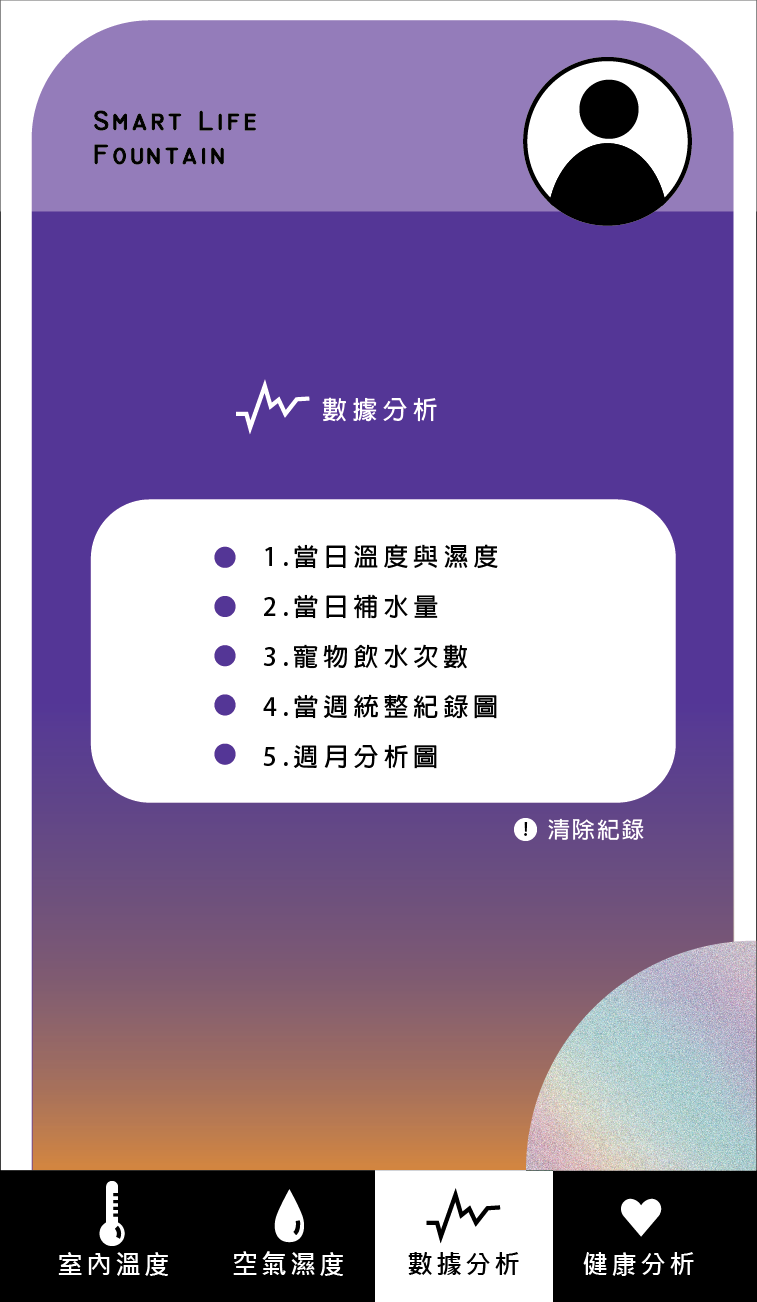 SMART LIFE
FOUNTAIN
數據分析
1.當日溫度與濕度
2.當日補水量
3.寵物飲水次數
4.當週統整紀錄圖
5.週月分析圖
! 清除紀錄
室內溫度
空氣濕度
數據分析
健康分析